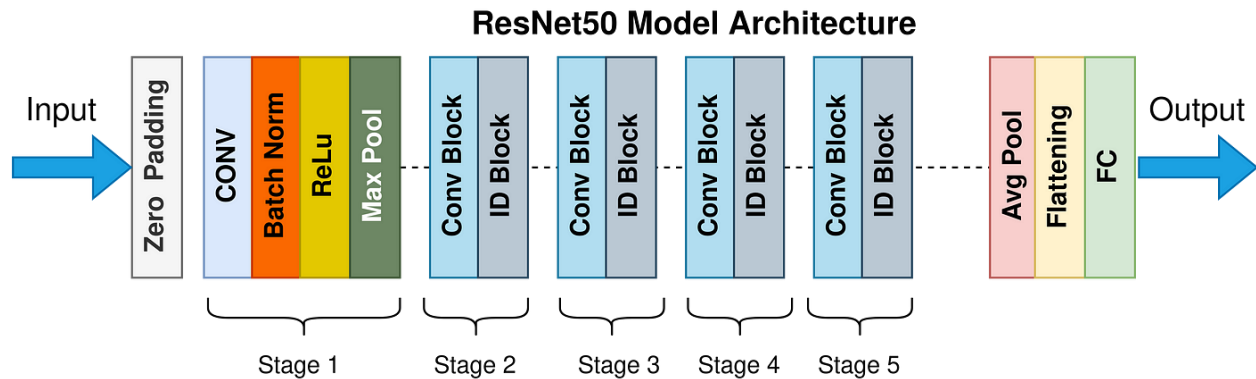 ResNet50 Model Architecture
Input
Zero Padding
CONV
Batch Norm
ReLu
Max Pool
Conv Block
ID Block
Conv Block
ID Block
Conv Block
ID Block
Conv Block
ID Block
Avg Pool
Flattening
FC
Output
Stage 1
Stage 2
Stage 3
Stage 4
Stage 5